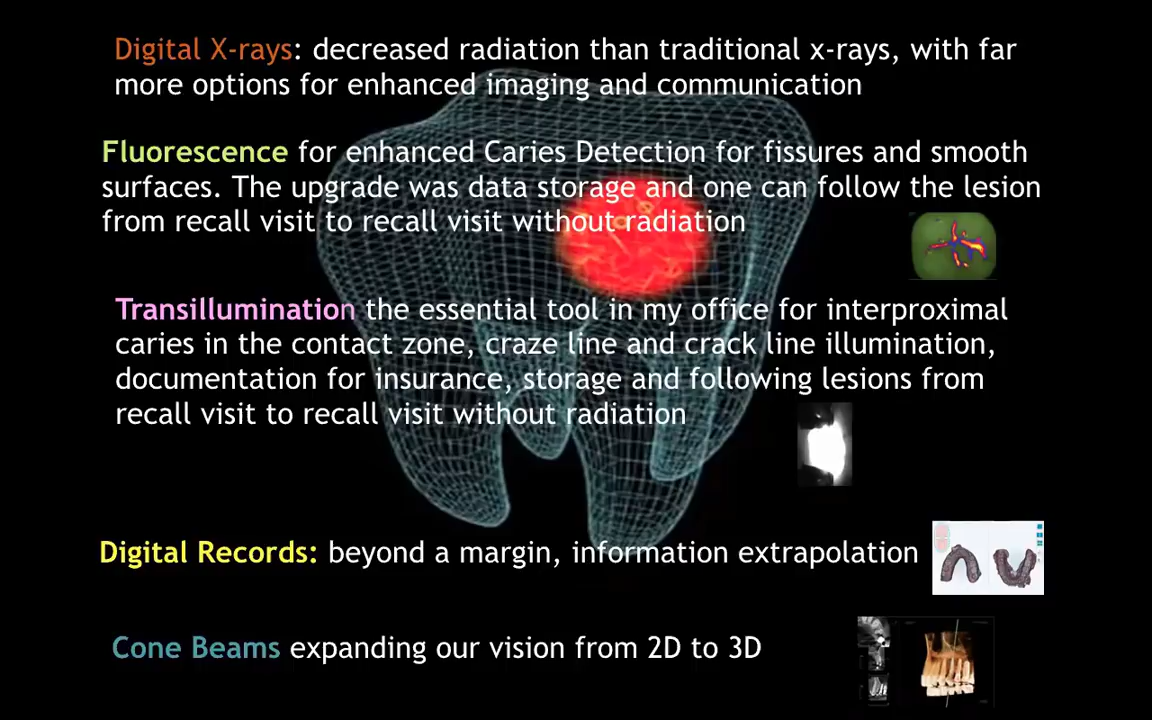 Digital X-rays: decreased radiation than traditional x-rays, with far
more options for enhanced imaging and communication
Fluorescence for enhanced Caries Detection for fissures and smooth
surfaces. The upgrade was data storage and one can follow the lesion
from recall visit to recall visit without radiation
Transillumination the essential tool in my office for interproximal
caries in the contact zone, craze line and crack line illumination,
documentation for insurance, storage and following lesions from
recall visit to recall visit without radiation
Digital Records: beyond a margin, information extrapolation
Cone Beams expanding our vision from 2D to 3D